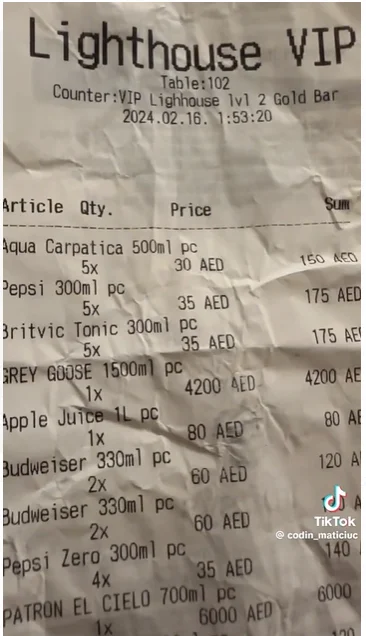 Lighthouse VIP
Table:102
Counter:VIP Lighhouse lvl 2 Gold Bar
2024.02.16. 1:53:20
Article Qty. Price Sum
Aqua Carpatica 500ml pc
5x 30 AED 150 AED
Pepsi 300ml pc
5x 35 AED 175 AED
Britvic Tonic 300ml pc
5x 35 AED 175 AE
GREY GOOSE 1500ml pc
1x 4200 AED 4200 AE
Apple Juice 1L pc
1x 80 AED 80 AE
Budweiser 330ml pc
2x 60 AED 120 A
Budweiser 330ml pc
2x 60 AED
TikTok
@codin_maticiuc
Pepsi Zero 300ml pc
4x 35 AED 140
PATRON EL CIELO 700ml pc
1x 6000 AED 6000